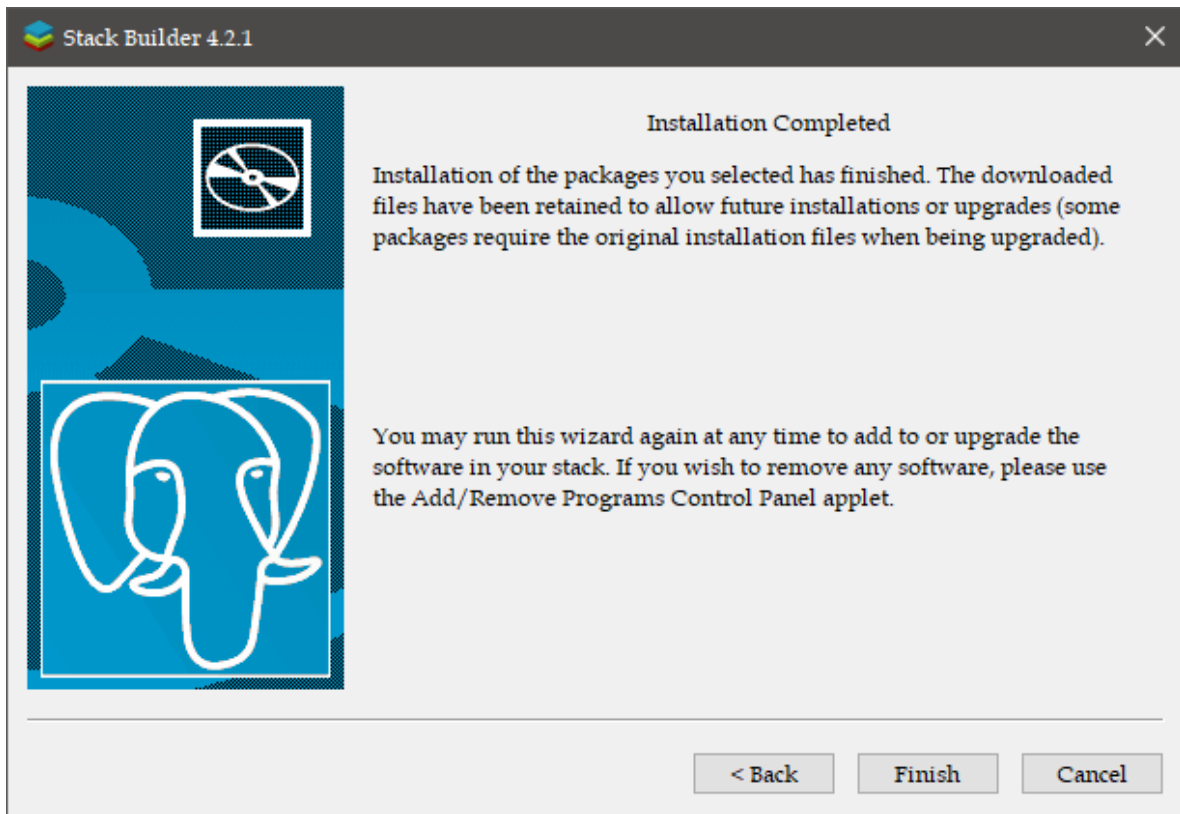 Stack Builder 4.2.1
Installation Completed
Installation of the packages you selected has finished. The downloaded
files have been retained to allow future installations or upgrades (some
packages require the original installation files when being upgraded).
You may run this wizard again at any time to add to or upgrade the
software in your stack. If you wish to remove any software, please use
the Add/Remove Programs Control Panel applet.
< Back
Finish
Cancel